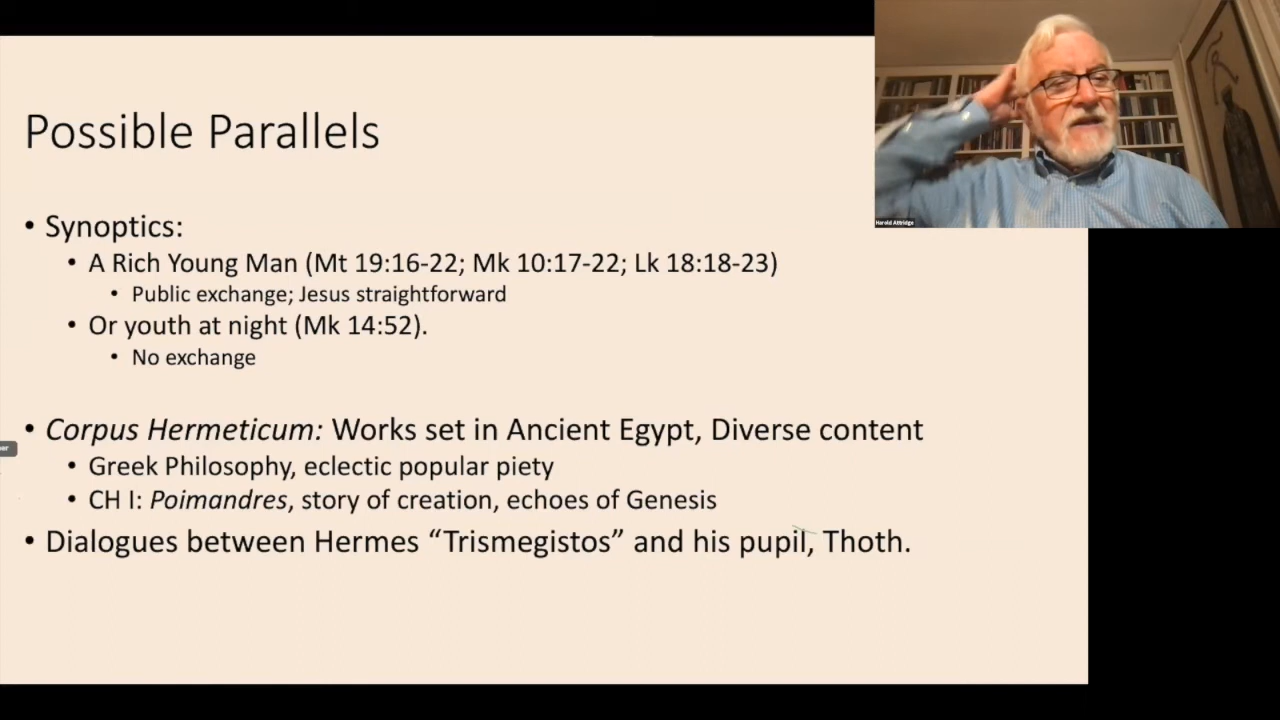 Possible Parallels
• Synoptics:
• A Rich Young Man (Mt 19:16-22; Mk 10:17-22; Lk 18:18-23)
• Public exchange; Jesus straightforward
• Or youth at night (Mk 14:52).
• No exchange
• Corpus Hermeticum: Works set in Ancient Egypt, Diverse content
• Greek Philosophy, eclectic popular piety
• CH I: Poimandres, story of creation, echoes of Genesis
• Dialogues between Hermes “Trismegistos” and his pupil, Thoth.
Harold Attridge